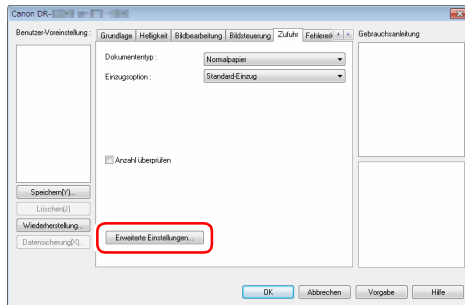 Canon DR-
Benutzer-Voreinstellung :
Grundlage Helligkeit Bildbearbeitung Bildsteuerung Zufuhr
Gebrauchsanleitung
Dokumententyp :
Normalpapier
Einzugsoption :
Standard-Einzug
Anzahl überprüfen
Speichern(Y)...
Löschen(J)
Wiederherstellung...
Datensicherung(X)...
Erweiterte Einstellungen...
OK Abbrechen Vorgabe Hilfe